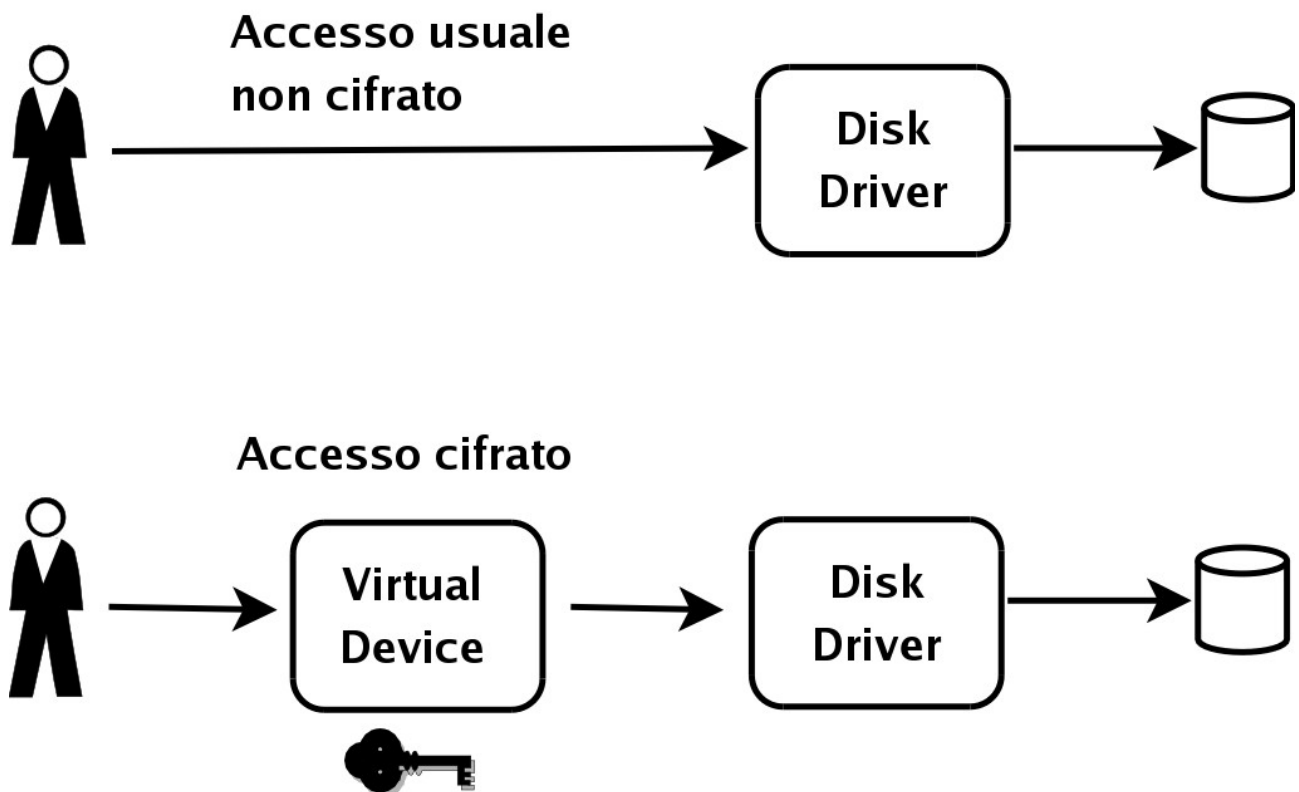 Accesso usuale
non cifrato
Disk
Driver
Accesso cifrato
Virtual
Device
Disk
Driver